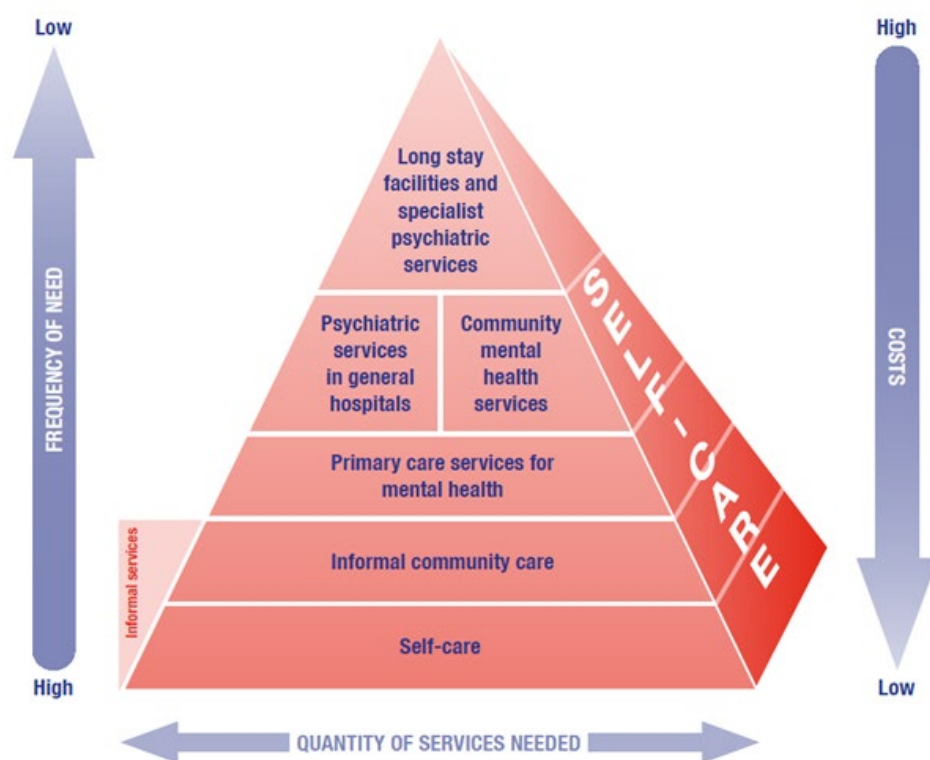 Low
High
Long stay
facilities and
specialist
psychiatric
services
SELF-CARE
FREQUENCY OF NEED
COSTS
Psychiatric
services
in general
hospitals
Community
mental
health
services
Primary care services for
mental health
Informal services
Informal community care
Self-care
High
Low
QUANTITY OF SERVICES NEEDED